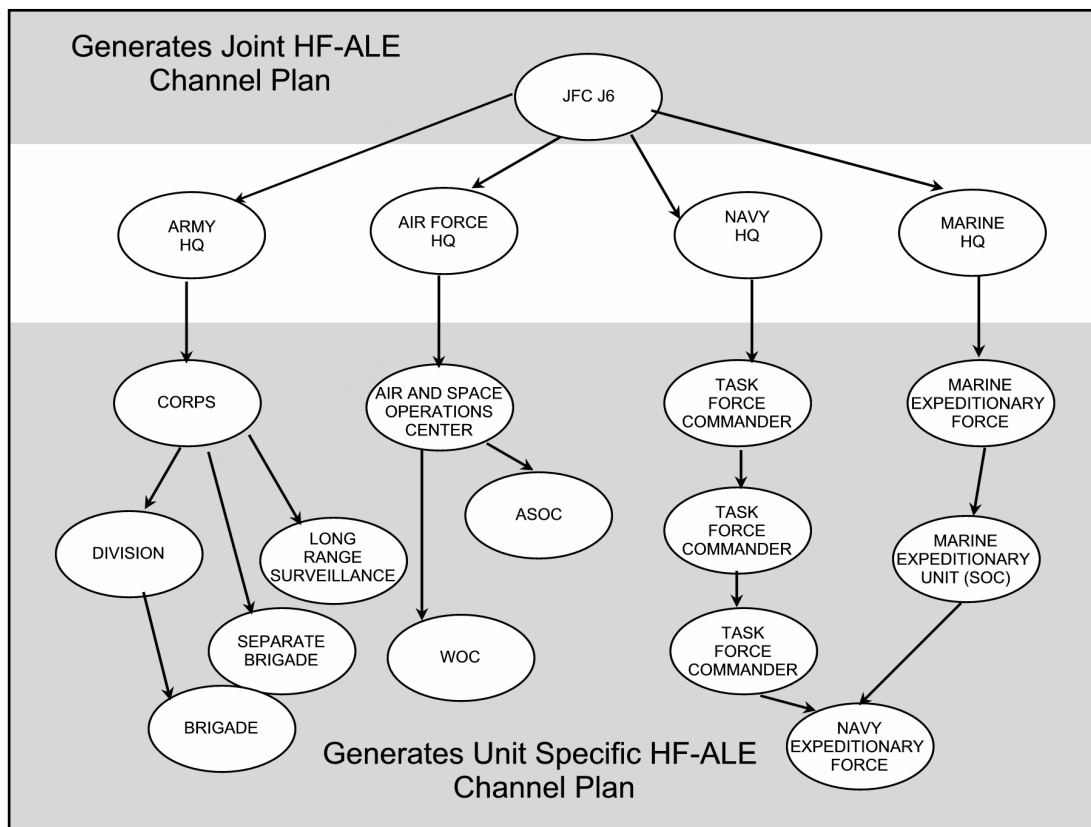 Generates Joint HF-ALE
Channel Plan
JFC J6
ARMY
HQ
AIR FORCE
HQ
NAVY
HQ
MARINE
HQ
CORPS
AIR AND SPACE
OPERATIONS
CENTER
TASK
FORCE
COMMANDER
MARINE
EXPEDITIONARY
FORCE
DIVISION
LONG
RANGE
SURVEILLANCE
ASOC
TASK
FORCE
COMMANDER
MARINE
EXPEDITIONARY
UNIT (SOC)
SEPARATE
BRIGADE
WOC
TASK
FORCE
COMMANDER
BRIGADE
NAVY
EXPEDITIONARY
FORCE
Generates Unit Specific HF-ALE
Channel Plan